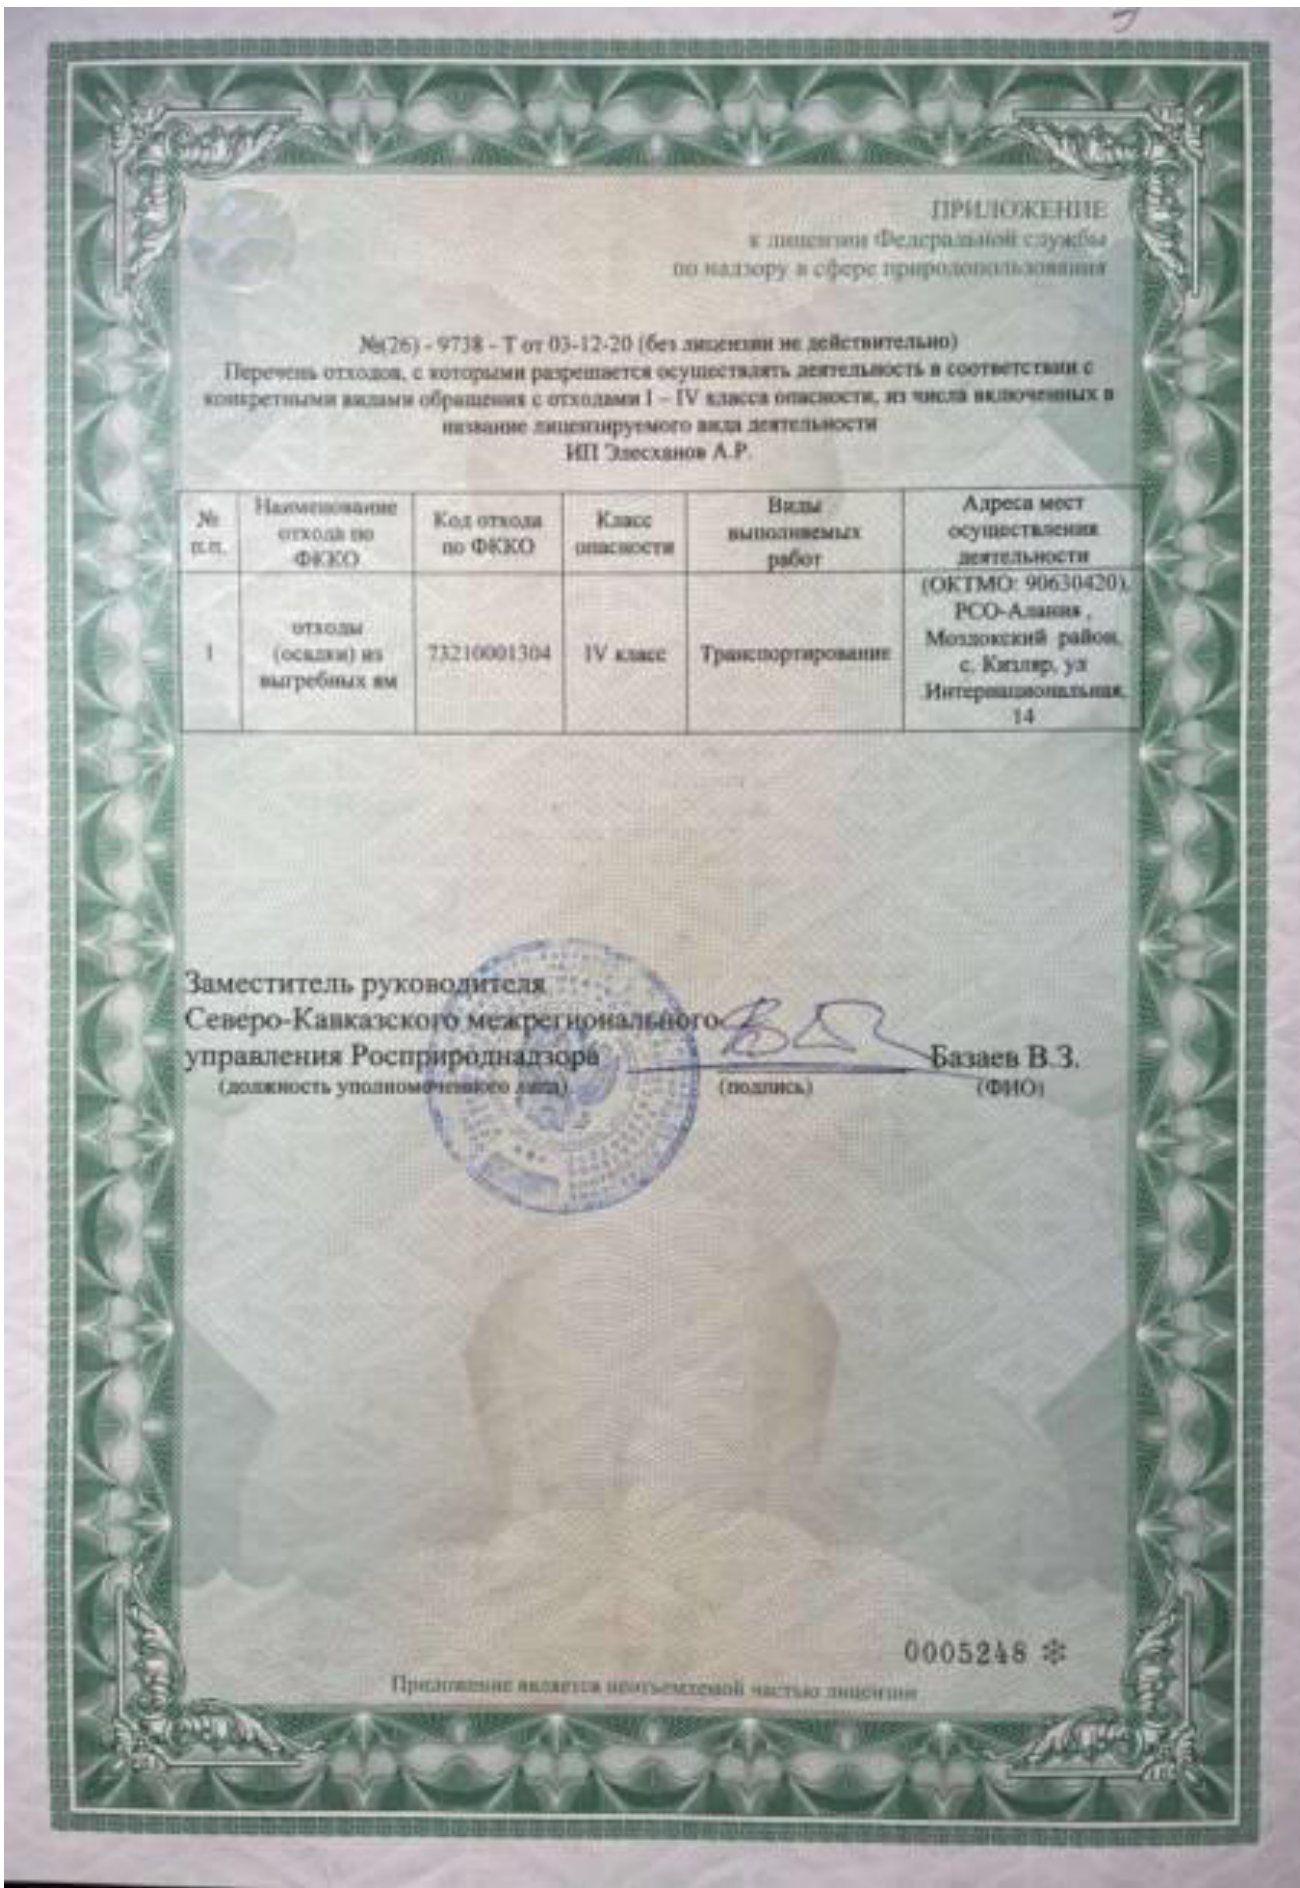 ПРИЛОЖЕНИЕ
к лицензии Федеральной службы
по надзору в сфере природопользования
№(26) - 9738 - Т от 03-12-20 (без лицензии не действительно)
Перечень отходов, с которыми разрешается осуществлять деятельность в соответствии с
конкретными видами обращения с отходами I – IV класса опасности, из числа включенных в
название лицензируемого вида деятельности
ИП Элесханов А.Р.
№ п.п.
Наименование отхода по ФККО
Код отхода по ФККО
Класс опасности
Виды выполняемых работ
Адреса мест осуществления деятельности
1
отходы (осадки) из выгребных ям
73210001304
IV класс
Транспортирование
(ОКТМО: 90630420), РСО-Алания , Моздокский район, с. Кизляр, ул Интернациональная, 14
Заместитель руководителя
Северо-Кавказского межрегионального
управления Росприроднадзора
Базаев В.З.
(должность уполномоченного лица)
(подпись)
(ФИО)
0005248 ✻
Приложение является неотъемлемой частью лицензии